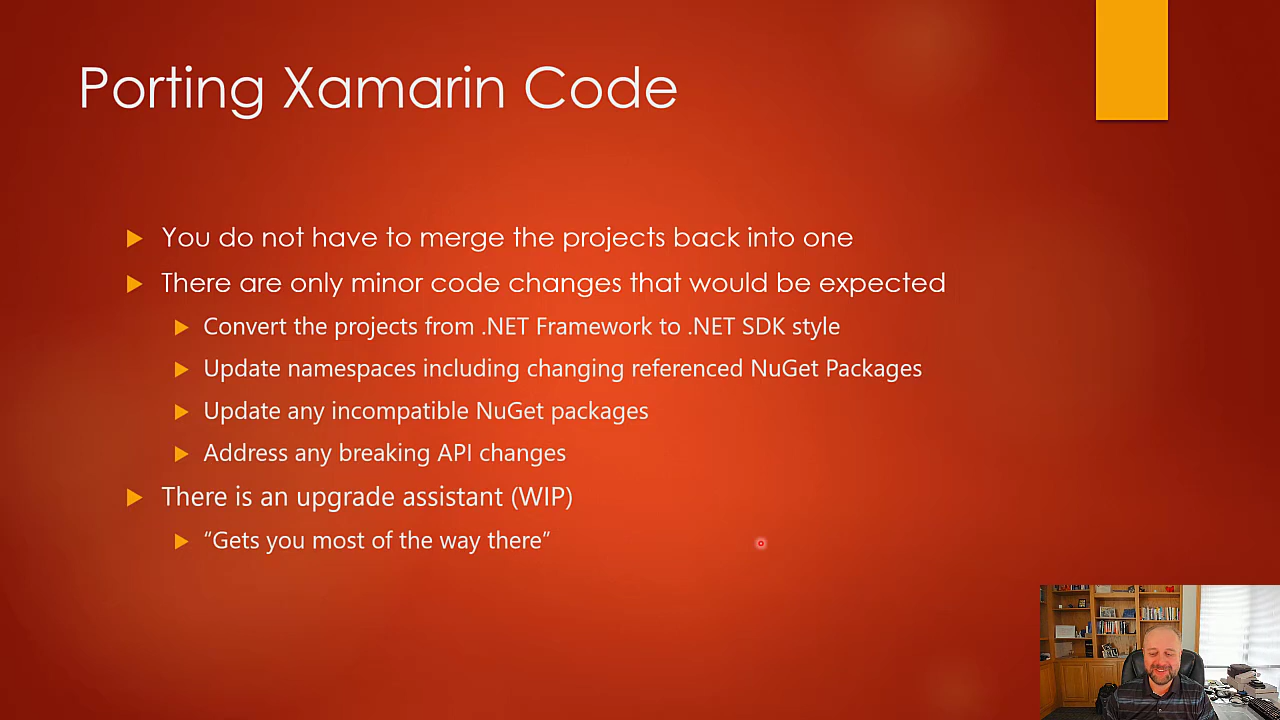 Porting Xamarin Code
You do not have to merge the projects back into one
There are only minor code changes that would be expected
Convert the projects from .NET Framework to .NET SDK style
Update namespaces including changing referenced NuGet Packages
Update any incompatible NuGet packages
Address any breaking API changes
There is an upgrade assistant (WIP)
“Gets you most of the way there”